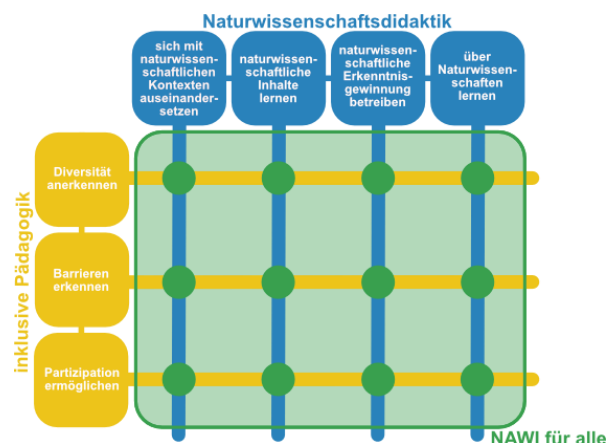 Naturwissenschaftsdidaktik
sich mit
naturwissen-
schaftlichen
Kontexten
auseinander-
setzen
naturwissen-
schaftliche
Inhalte
lernen
naturwissen-
schaftliche
Erkenntnis-
gewinnung
betreiben
über
Naturwissen-
schaften
lernen
inklusive Pädagogik
Diversität
anerkennen
Barrieren
erkennen
Partizipation
ermöglichen
NAWI für alle